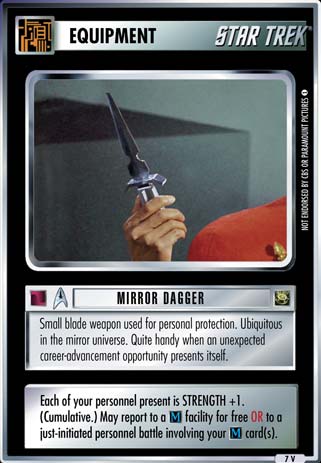 EQUIPMENT
STAR TREK
NOT ENDORSED BY CBS OR PARAMOUNT PICTURES
MIRROR DAGGER
Small blade weapon used for personal protection. Ubiquitous
in the mirror universe. Quite handy when an unexpected
career-advancement opportunity presents itself.
Each of your personnel present is STRENGTH +1.
(Cumulative.) May report to a M facility for free OR to a
just-initiated personnel battle involving your M card(s).
7 V